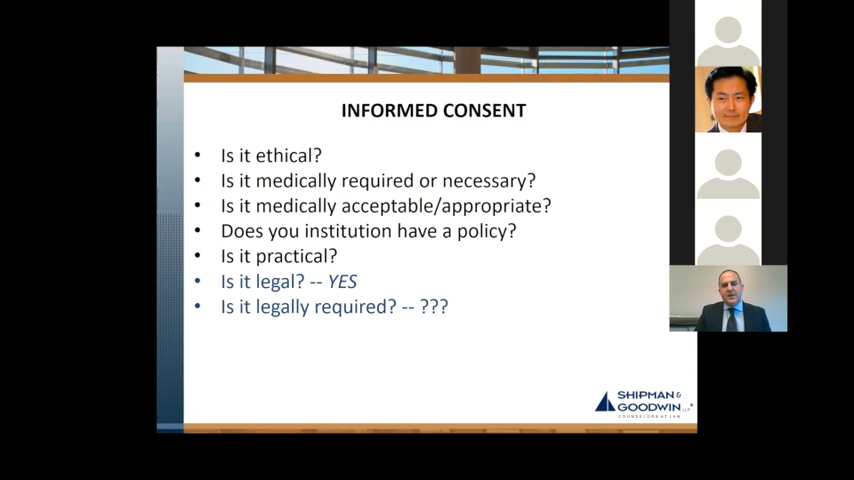 INFORMED CONSENT
• Is it ethical?
• Is it medically required or necessary?
• Is it medically acceptable/appropriate?
• Does you institution have a policy?
• Is it practical?
• Is it legal? -- YES
• Is it legally required? -- ???
SHIPMAN &
GOODWIN LLP®
COUNSELORS AT LAW